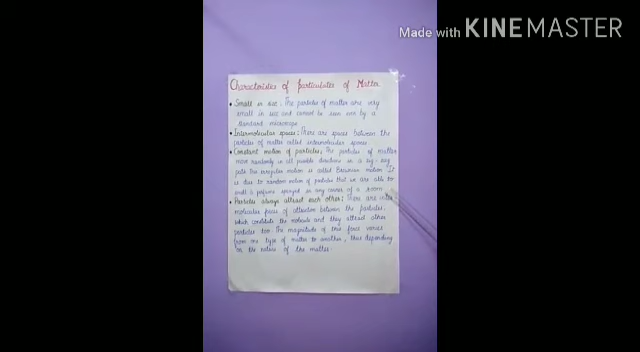 Made with KINEMASTER
Characteristics of Particulates of Matter
• Small in size: The particles of matter are very
small in size and cannot be seen even by a
standard microscope.
• Intermolecular spaces: There are spaces between the
particles of matter called intermolecular spaces.
• Constant motion of particles: The particles of matter
move randomly in all possible directions in a zig-zag
path. This irregular motion is called Brownian motion. It
is due to random motion of particles that we are able to
smell a perfume sprayed in any corner of a room
• Particles always attract each other: There are inter
molecular force of attraction between the particles,
which constitute the molecule and they attract other
particles too. The magnitude of this force varies
from one type of matter to another, thus depending
on the nature of the matter.